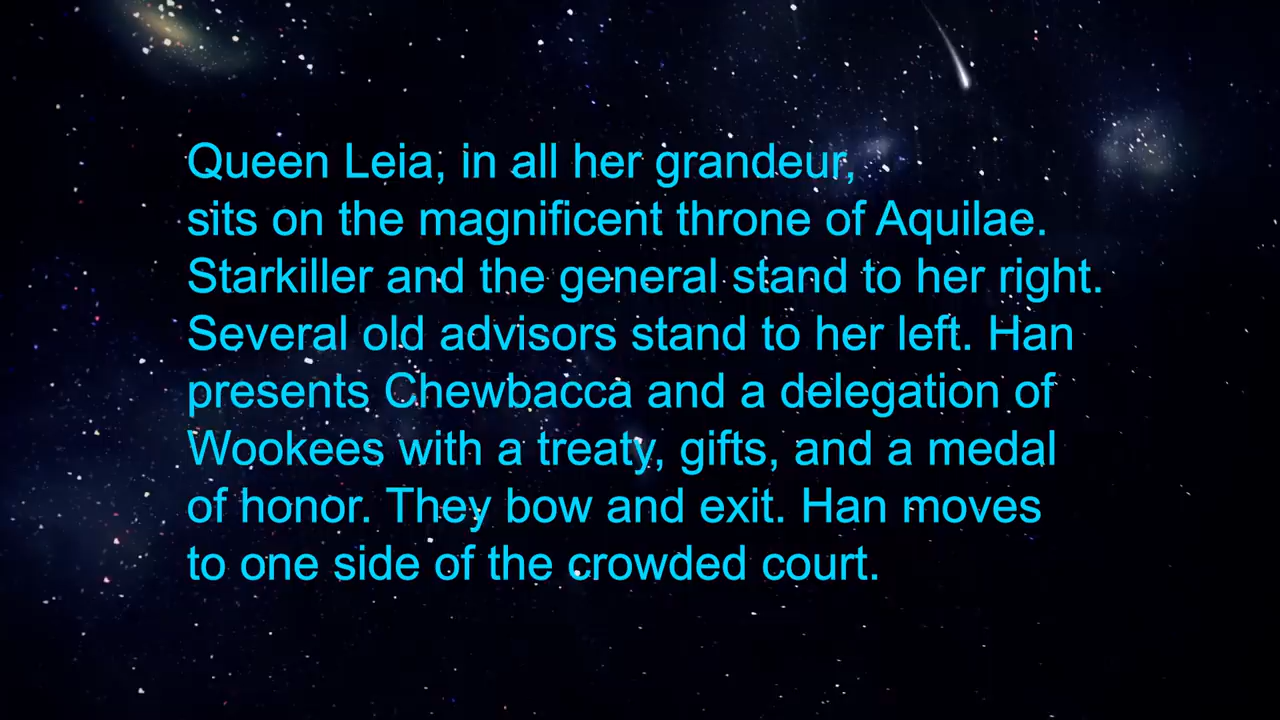 Queen Leia, in all her grandeur,
sits on the magnificent throne of Aquilae.
Starkiller and the general stand to her right.
Several old advisors stand to her left. Han
presents Chewbacca and a delegation of
Wookees with a treaty, gifts, and a medal
of honor. They bow and exit. Han moves
to one side of the crowded court.